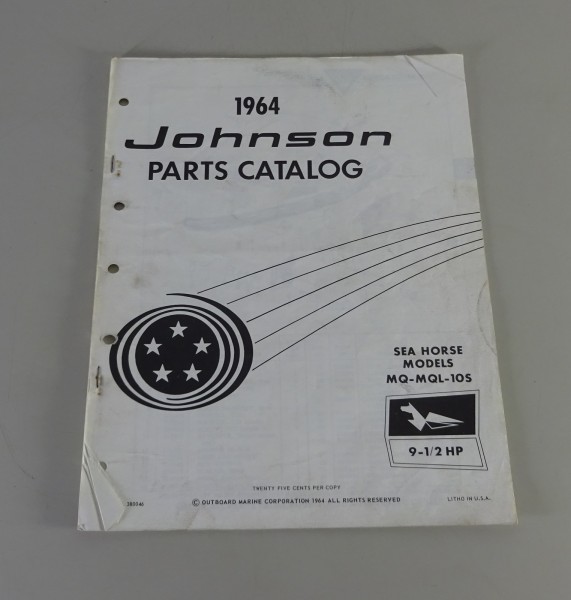 1964
Johnson
PARTS CATALOG
SEA HORSE
MODELS
MQ-MQL-10S
9-1/2 HP
TWENTY FIVE CENTS PER COPY
© OUTBOARD MARINE CORPORATION 1964 ALL RIGHTS RESERVED
LITHO IN U.S.A.